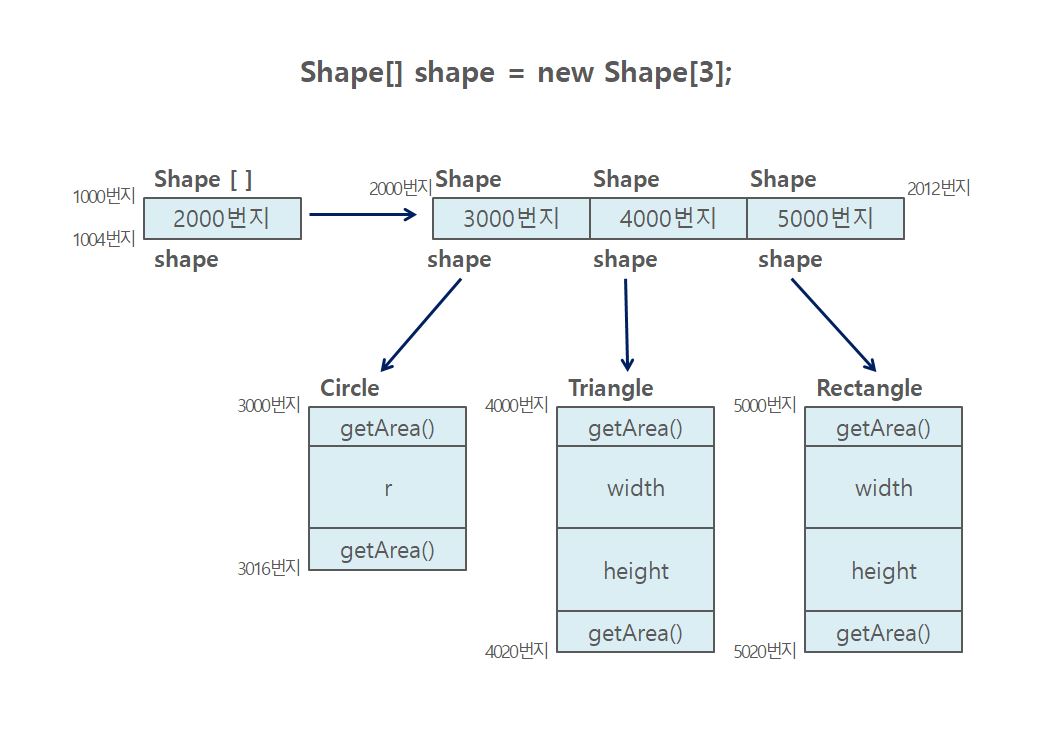 Shape[] shape = new Shape[3];
Shape [ ]
1000번지
2000번지
1004번지
shape
2000번지
Shape
Shape
Shape
2012번지
3000번지
4000번지
5000번지
shape
shape
shape
Circle
3000번지
getArea()
r
getArea()
3016번지
Triangle
4000번지
getArea()
width
height
getArea()
4020번지
Rectangle
5000번지
getArea()
width
height
getArea()
5020번지